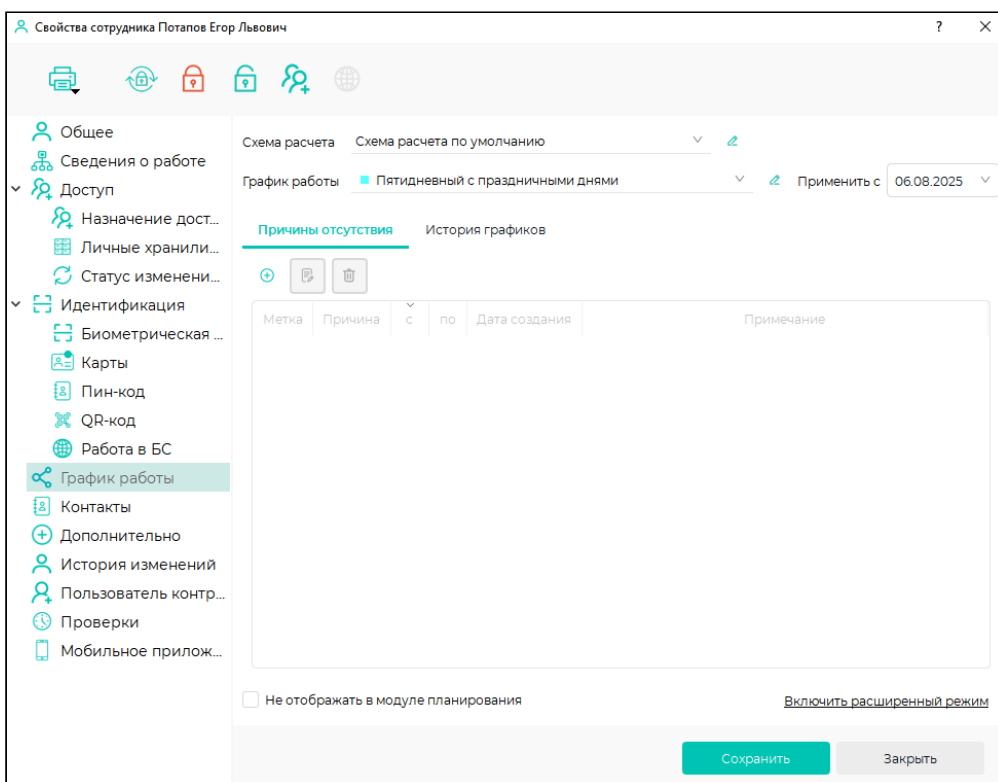 Свойства сотрудника Потапов Егор Львович
?
Общее
Сведения о работе
Доступ
Назначение дост...
Личные хранили...
Статус изменени...
Идентификация
Биометрическая ...
Карты
Пин-код
QR-код
Работа в БС
График работы
Контакты
Дополнительно
История изменений
Пользователь контр...
Проверки
Мобильное прилож...
Схема расчета Схема расчета по умолчанию
График работы Пятидневный с праздничными днями Применить с 06.08.2025
Причины отсутствия История графиков
Метка Причина с по Дата создания Примечание
Не отображать в модуле планирования Включить расширенный режим
Сохранить Закрыть